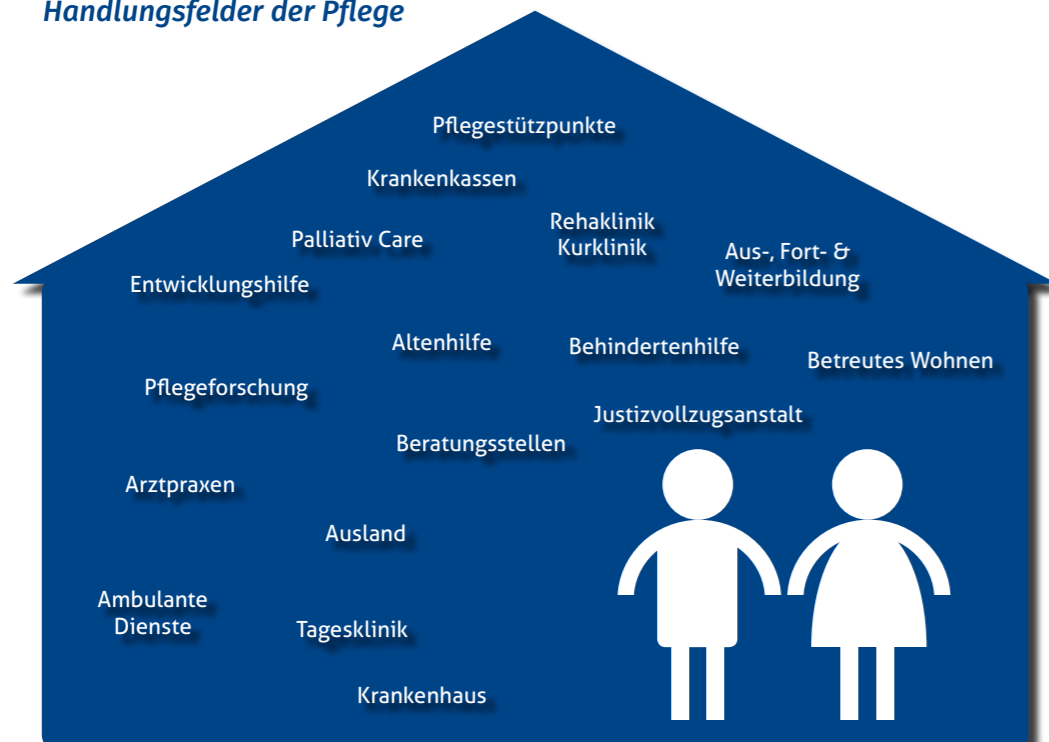 Handlungsfelder der Pflege
Pflegestützpunkte
Krankenkassen
Rehaklinik
Kurklinik
Palliativ Care
Aus-, Fort- &
Weiterbildung
Entwicklungshilfe
Altenhilfe
Behindertenhilfe
Betreutes Wohnen
Pflegeforschung
Justizvollzugsanstalt
Beratungsstellen
Arztpraxen
Ausland
Ambulante
Dienste
Tagesklinik
Krankenhaus